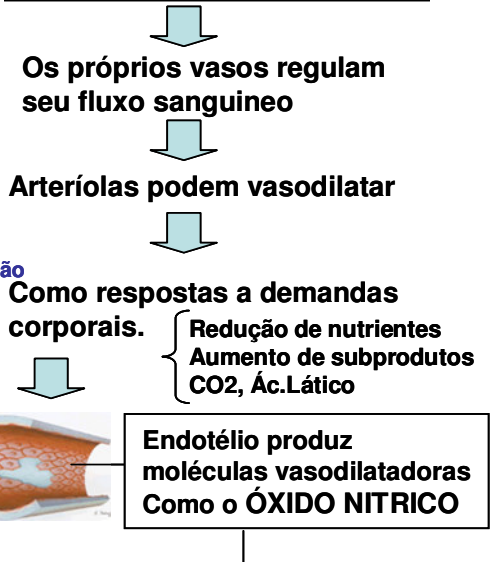 Os próprios vasos regulam
seu fluxo sanguineo
Arteríolas podem vasodilatar
ão
Como respostas a demandas
corporais.
Redução de nutrientes
Aumento de subprodutos
CO2, Ác.Lático
Endotélio produz
moléculas vasodilatadoras
Como o ÓXIDO NITRICO